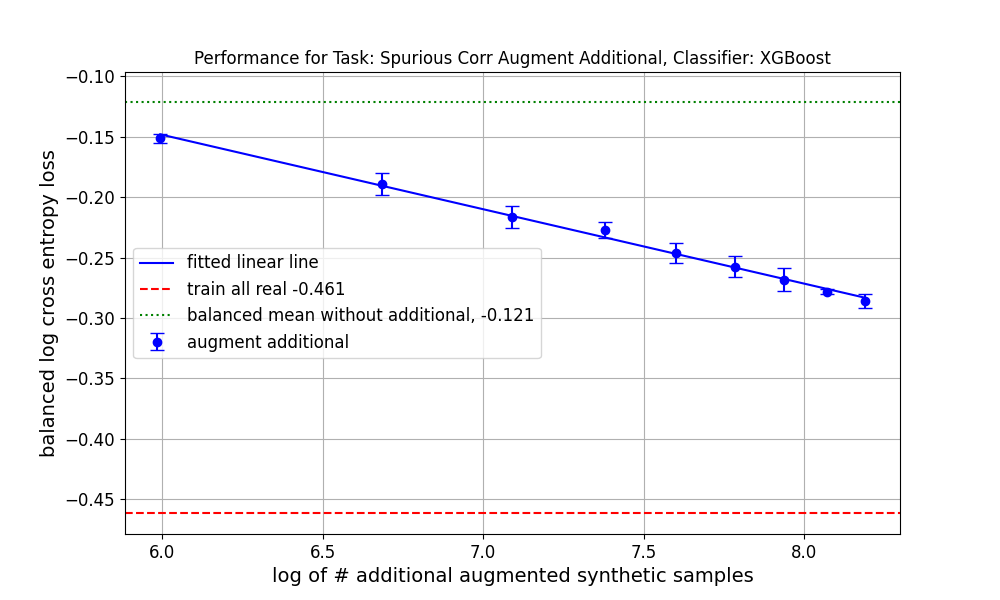 Performance for Task: Spurious Corr Augment Additional, Classifier: XGBoost
balanced log cross entropy loss
−0.10
−0.15
−0.20
−0.25
−0.30
−0.35
−0.40
−0.45
fitted linear line
train all real -0.461
balanced mean without additional, -0.121
augment additional
6.0
6.5
7.0
7.5
8.0
log of # additional augmented synthetic samples